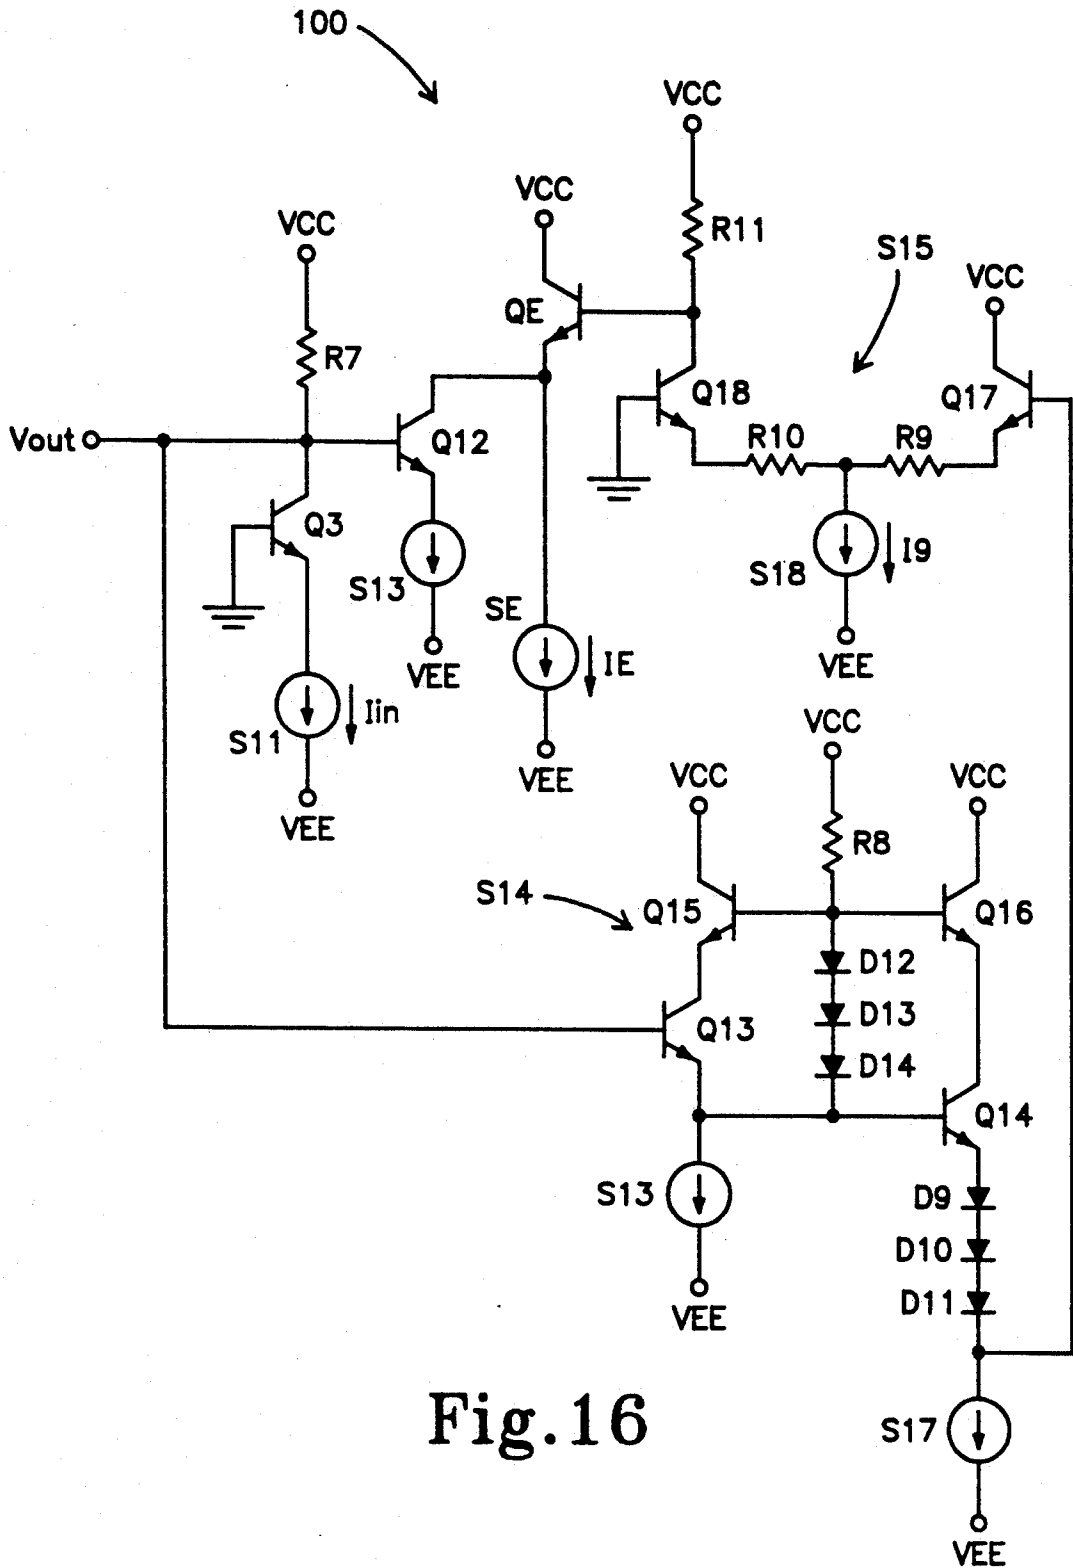 100
VCC
VCC
R11
S15
VCC
VCC
QE
R7
Q18
Q17
Vout
Q12
R10
R9
Q3
S13
S18
I9
SE
IE
VEE
VEE
Iin
S11
VCC
VEE
VCC
VCC
VEE
R8
S14
Q15
Q16
D12
D13
Q13
D14
Q14
S13
D9
D10
D11
VEE
Fig.16
S17
VEE